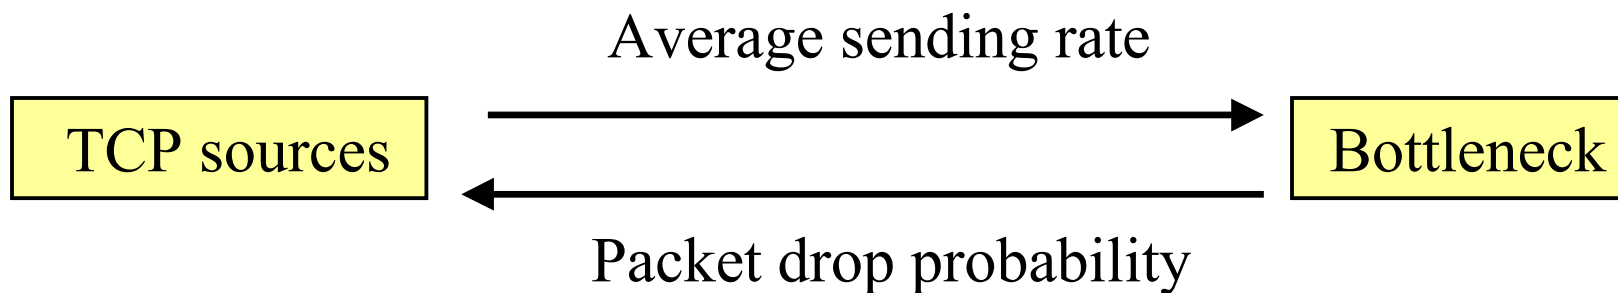 Average sending rate
TCP sources
Bottleneck
Packet drop probability